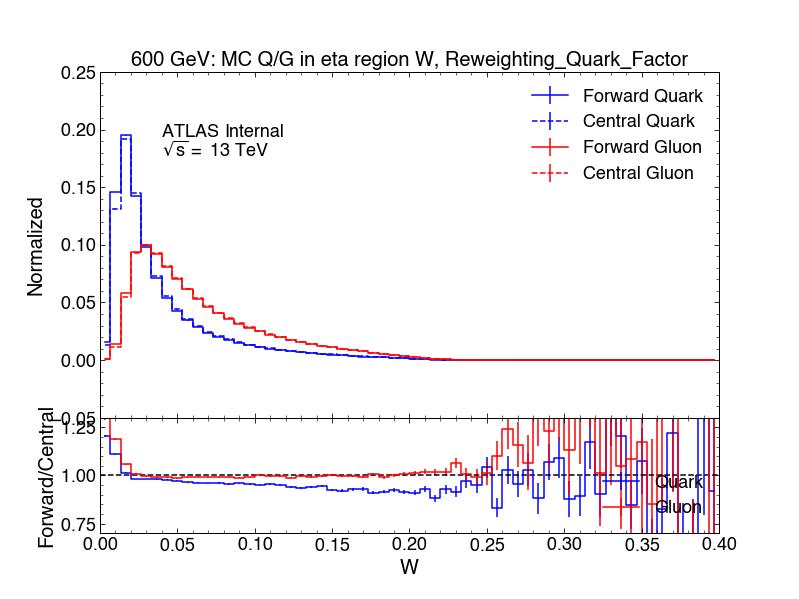 600 GeV: MC Q/G in eta region W, Reweighting_Quark_Factor
0.25
0.20
0.15
0.10
0.05
0.00
0.05
Normalized
ATLAS Internal
√s = 13 TeV
Forward Quark
Central Quark
Forward Gluon
Central Gluon
1.25
1.00
0.75
Forward/Central
Quark
Gluon
0.00 0.05 0.10 0.15 0.20 0.25 0.30 0.35 0.40
W